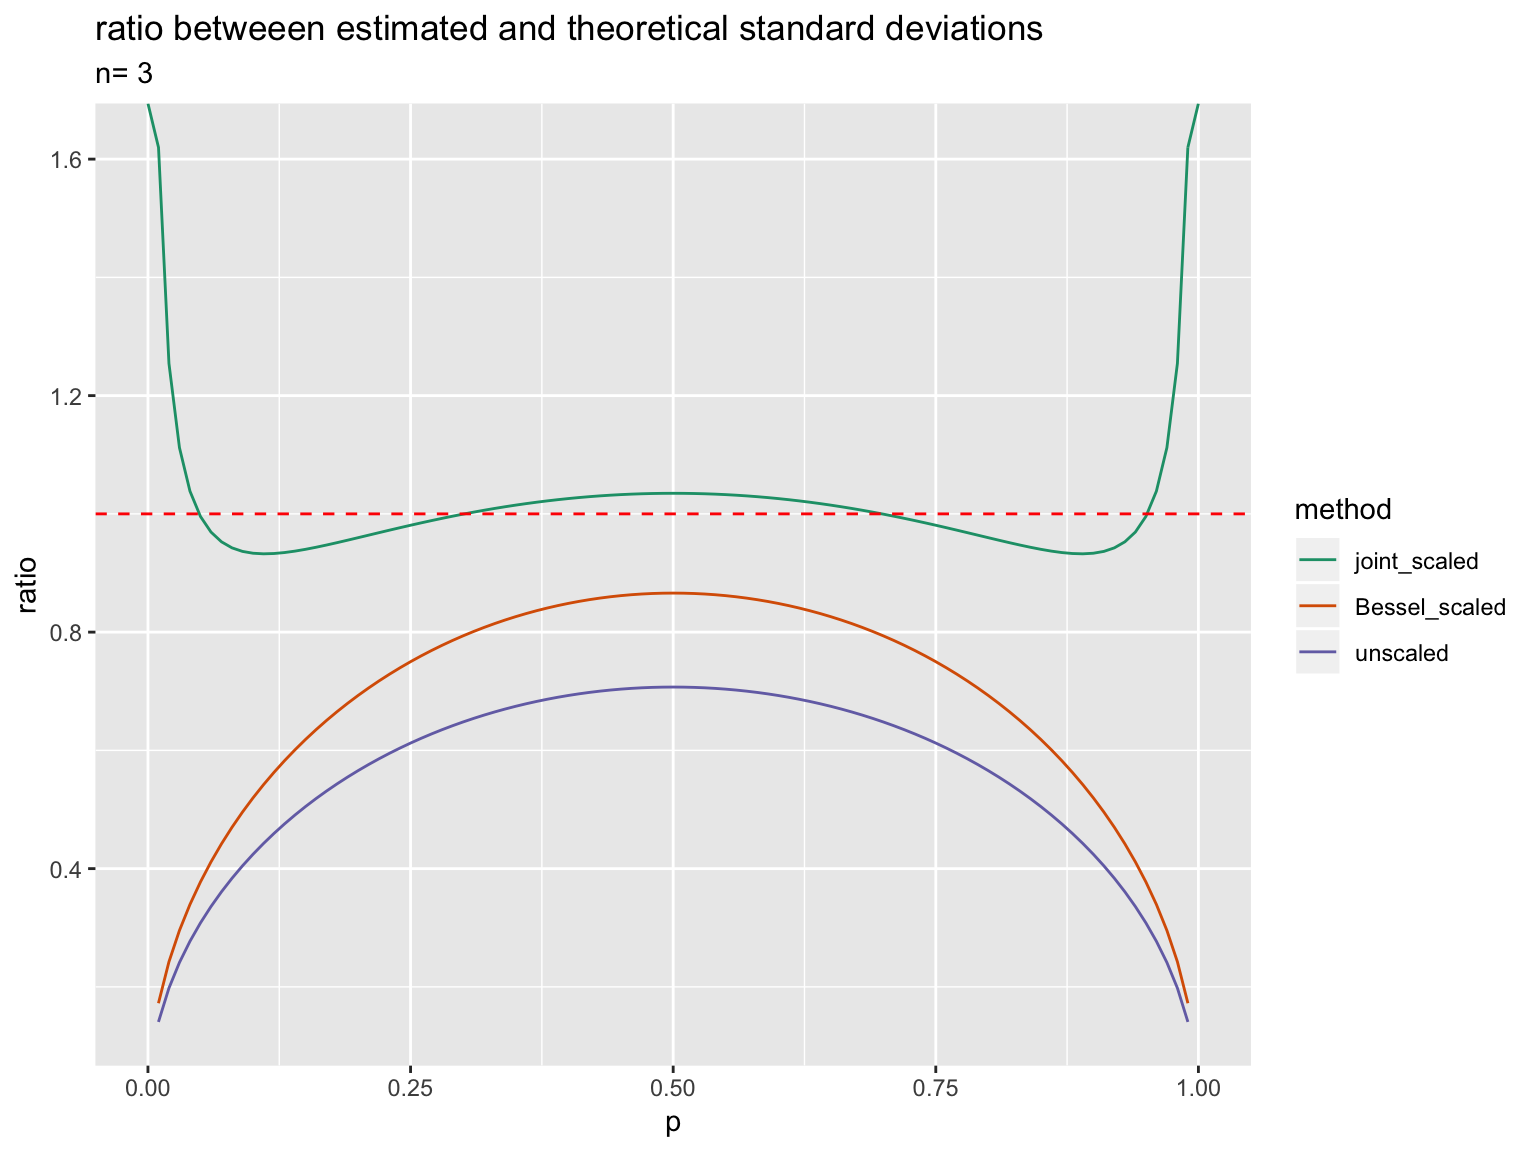 ratio betweeen estimated and theoretical standard deviations
n= 3
1.6
1.2
0.8
0.4
ratio
0.00
0.25
0.50
0.75
1.00
p
method
joint_scaled
Bessel_scaled
unscaled